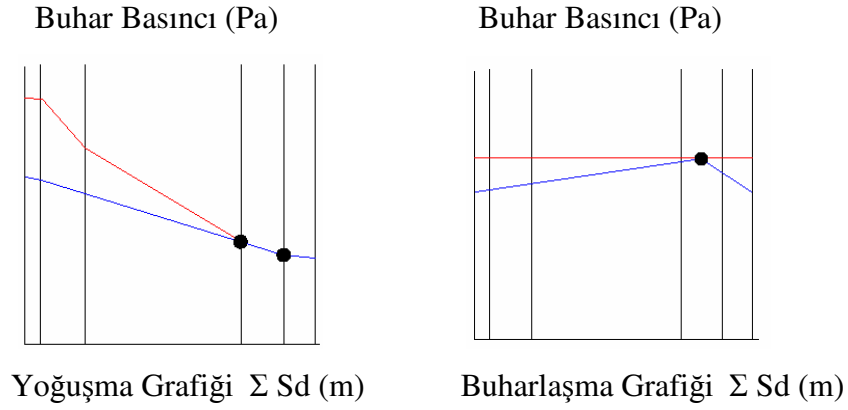 Buhar Basıncı (Pa)
Buhar Basıncı (Pa)
Yoğuşma Grafiği Σ Sd (m)
Buharlaşma Grafiği Σ Sd (m)